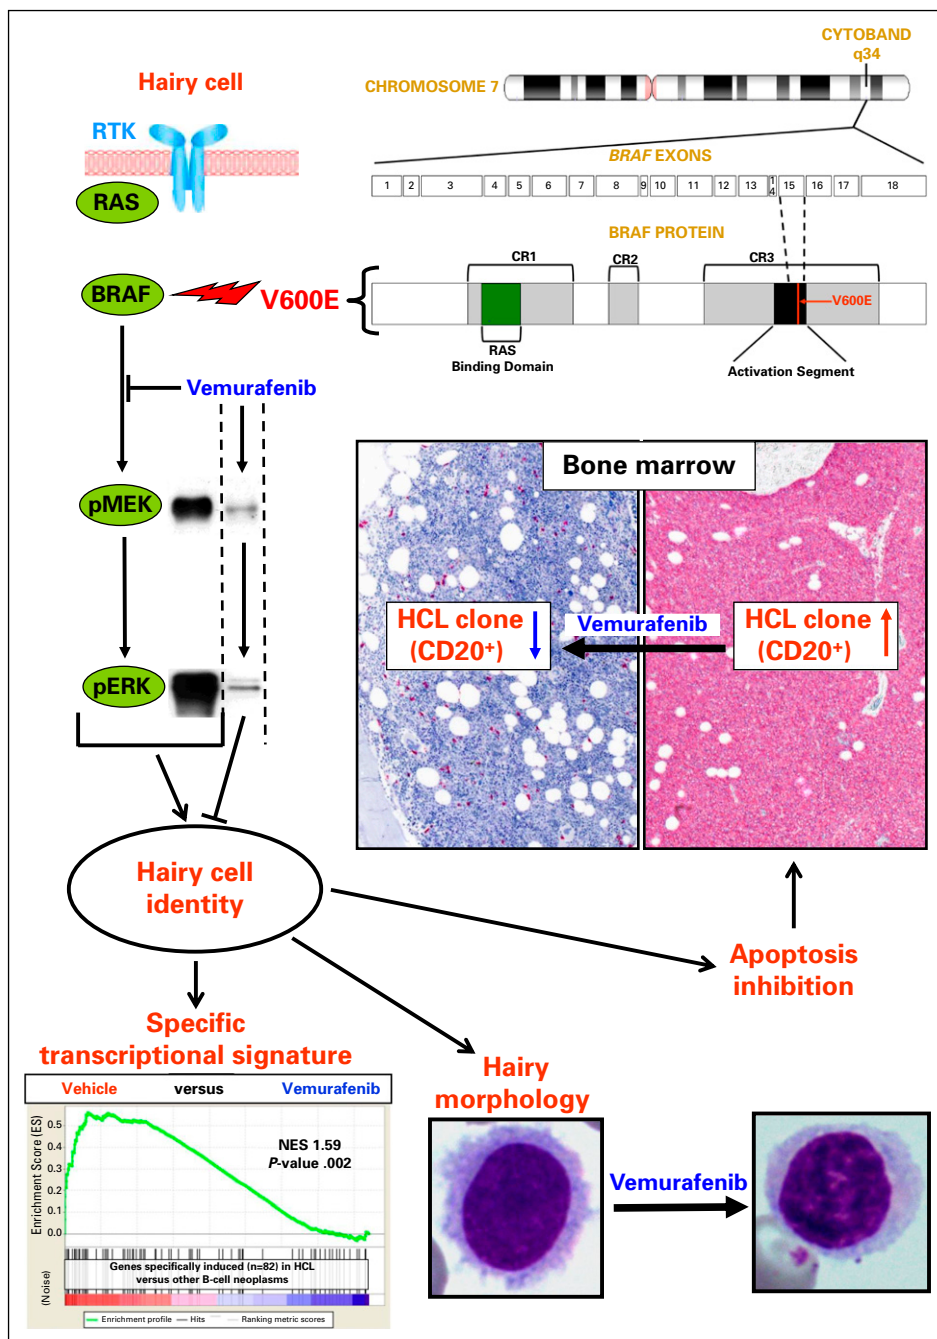 CYTOBAND
q34
Hairy cell
CHROMOSOME 7
RTK
BRAF EXONS
1 2 3 4 5 6 7 8 9 10 11 12 13 14 15 16 17 18
RAS
BRAF PROTEIN
CR1 CR2 CR3
BRAF V600E
V600E
RAS
Binding Domain
Activation Segment
Vemurafenib
Bone marrow
pMEK
HCL clone
(CD20+)
Vemurafenib
HCL clone
(CD20+)
pERK
Hairy cell
identity
Apoptosis
inhibition
Specific
transcriptional signature
Hairy
morphology
Vehicle versus Vemurafenib
Enrichment Score (ES)
0.5
0.4
0.3
0.2
0.1
0.0
NES 1.59
P-value .002
Vemurafenib
Genes specifically induced (n=82) in HCL
versus other B-cell neoplasms
(Noise)
Enrichment profile Hits Ranking metric scores